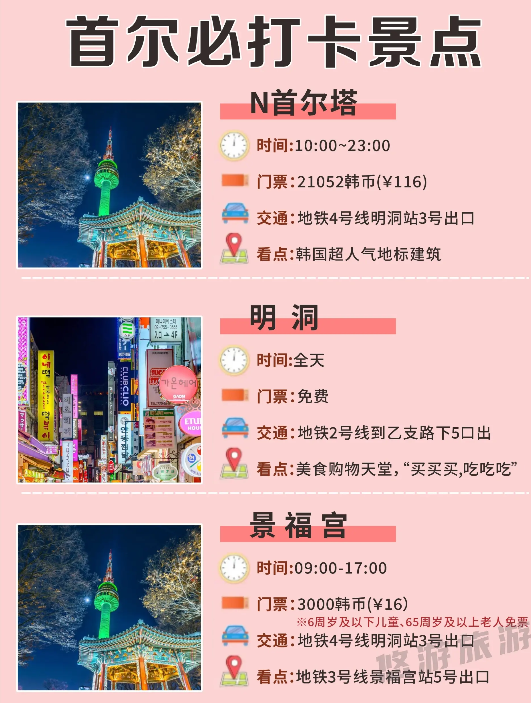 首尔必打卡景点
N首尔塔
时间:10:00~23:00
门票:21052韩币(¥116)
交通:地铁4号线明洞站3号出口
看点:韩国超人气地标建筑
明洞
时间:全天
门票:免费
交通:地铁2号线到乙支路下5口出
看点:美食购物天堂,“买买买,吃吃吃”
景福宫
时间:09:00-17:00
门票:3000韩币(¥16)
※6周岁及以下儿童、65周岁及以上老人免票
交通:地铁4号线明洞站3号出口
看点:地铁3号线景福宫站5号出口
悠游旅游
CLUBCLIO
ETUD